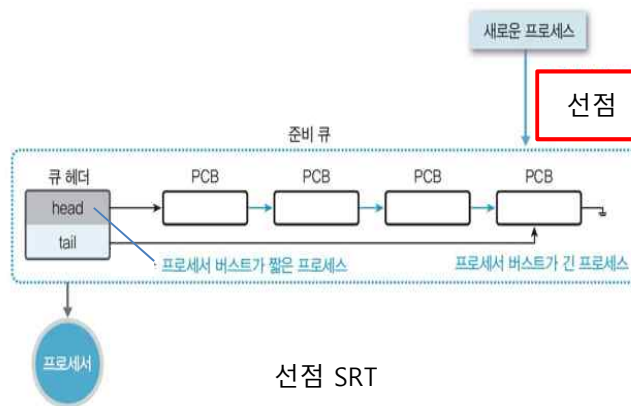 새로운 프로세스
선점
준비 큐
큐 헤더 PCB PCB PCB PCB
head
tail
프로세서 버스트가 짧은 프로세스 프로세서 버스트가 긴 프로세스
프로세서
선점 SRT